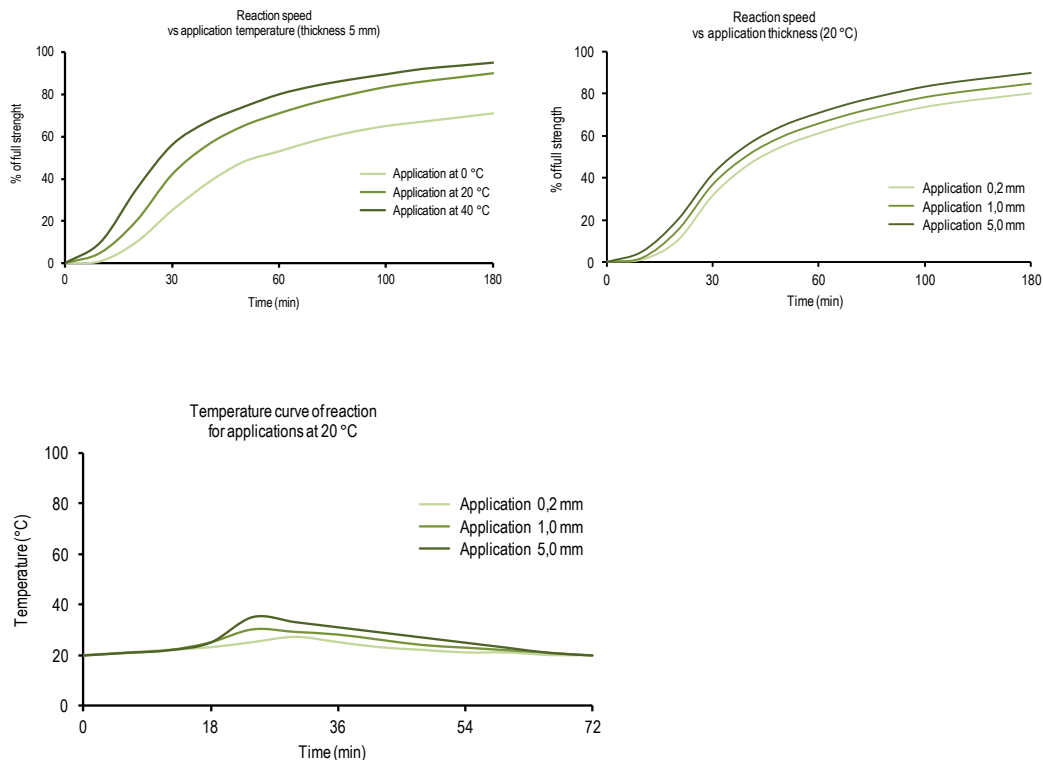 Reaction speed
vs application temperature (thickness 5 mm)
100
80
60
40
20
0
% of full strenght
Application at 0 °C
Application at 20 °C
Application at 40 °C
0 30 60 100 180
Time (min)
Reaction speed
vs application thickness (20 °C)
100
80
60
40
20
0
% of full strength
Application 0,2 mm
Application 1,0 mm
Application 5,0 mm
0 30 60 100 180
Time (min)
Temperature curve of reaction
for applications at 20 °C
100
80
60
40
20
0
Temperature (°C)
Application 0,2 mm
Application 1,0 mm
Application 5,0 mm
0 18 36 54 72
Time (min)